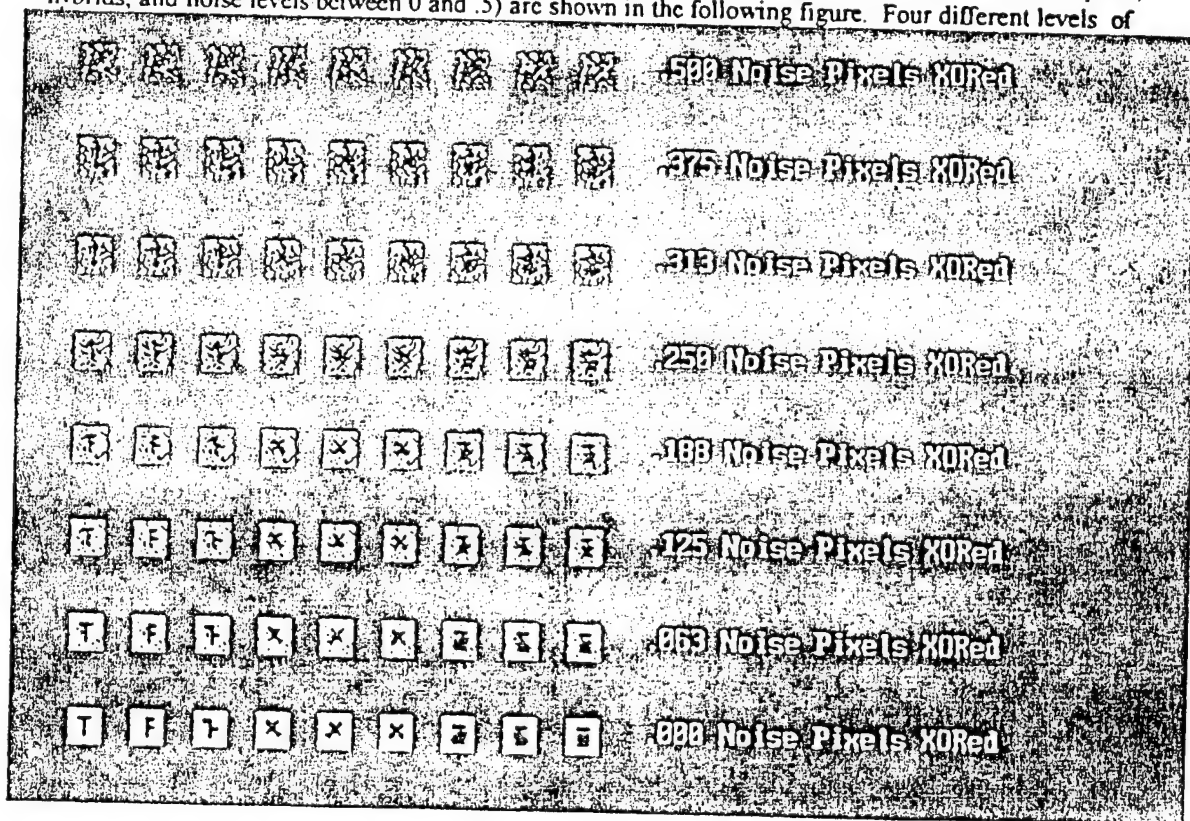 hybrids, and noise levels between 0 and .5) are shown in the following figure. Four different levels of
.500 Noise Pixels XORed
.375 Noise Pixels XORed
.313 Noise Pixels XORed
.250 Noise Pixels XORed
.188 Noise Pixels XORed
.125 Noise Pixels XORed
.063 Noise Pixels XORed
T F
.000 Noise Pixels XORed